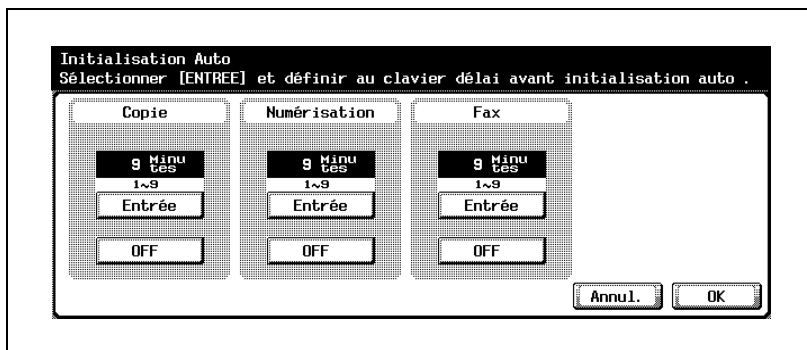 Initialisation Auto
Sélectionner [ENTREE] et définir au clavier délai avant initialisation auto .
Copie
Numérisation
Fax
9 Minutes
9 Minutes
9 Minutes
1~9
1~9
1~9
Entrée
Entrée
Entrée
OFF
OFF
OFF
Annul.
OK